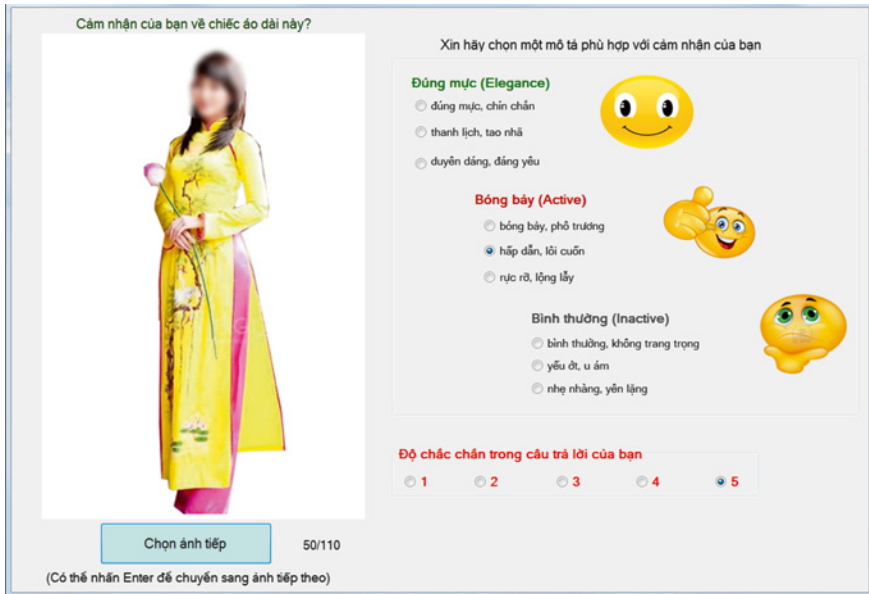 Cảm nhận của bạn về chiếc áo dài này?
Xin hãy chọn một mô tả phù hợp với cảm nhận của bạn
Đúng mực (Elegance)
đúng mực, chín chắn
thanh lịch, tao nhã
duyên dáng, đáng yêu
Bóng bảy (Active)
bóng bảy, phô trương
hấp dẫn, lôi cuốn
rực rỡ, lộng lẫy
Bình thường (Inactive)
bình thường, không trang trọng
yếu ớt, u ám
nhẹ nhàng, yên lặng
Độ chắc chắn trong câu trả lời của bạn
1 2 3 4 5
Chọn ảnh tiếp 50/110
(Có thể nhấn Enter để chuyển sang ảnh tiếp theo)